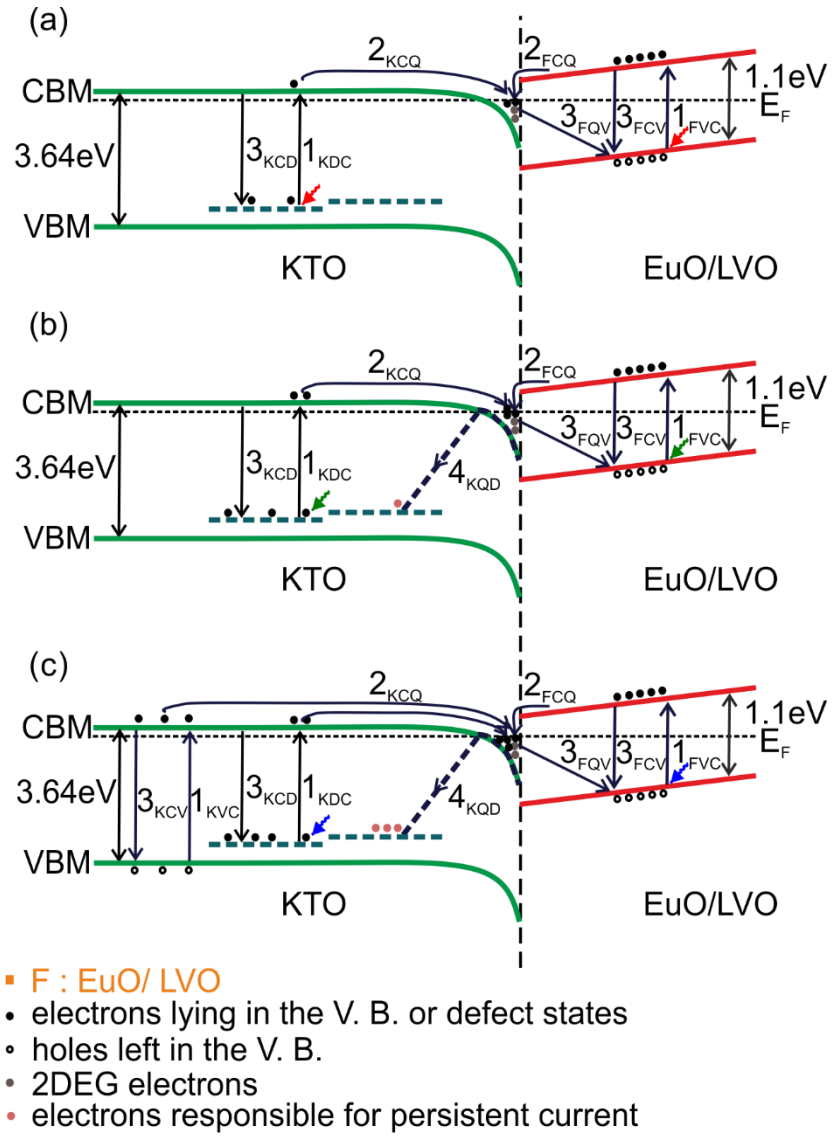 (a)
2KCQ 2FCQ
CBM 1.1eV
EF
3.64eV 3KCD 1KDC 3FQV 3FCV 1FVC
VBM
KTO EuO/LVO
(b)
2KCQ 2FCQ
CBM 1.1eV
EF
3.64eV 3KCD 1KDC 4KQD 3FQV 3FCV 1FVC
VBM
KTO EuO/LVO
(c)
2KCQ 2FCQ
CBM 1.1eV
EF
3.64eV 3KCV 1KVC 3KCD 1KDC 4KQD 3FQV 3FCV 1FVC
VBM
KTO EuO/LVO
F : EuO/ LVO
electrons lying in the V. B. or defect states
holes left in the V. B.
2DEG electrons
electrons responsible for persistent current